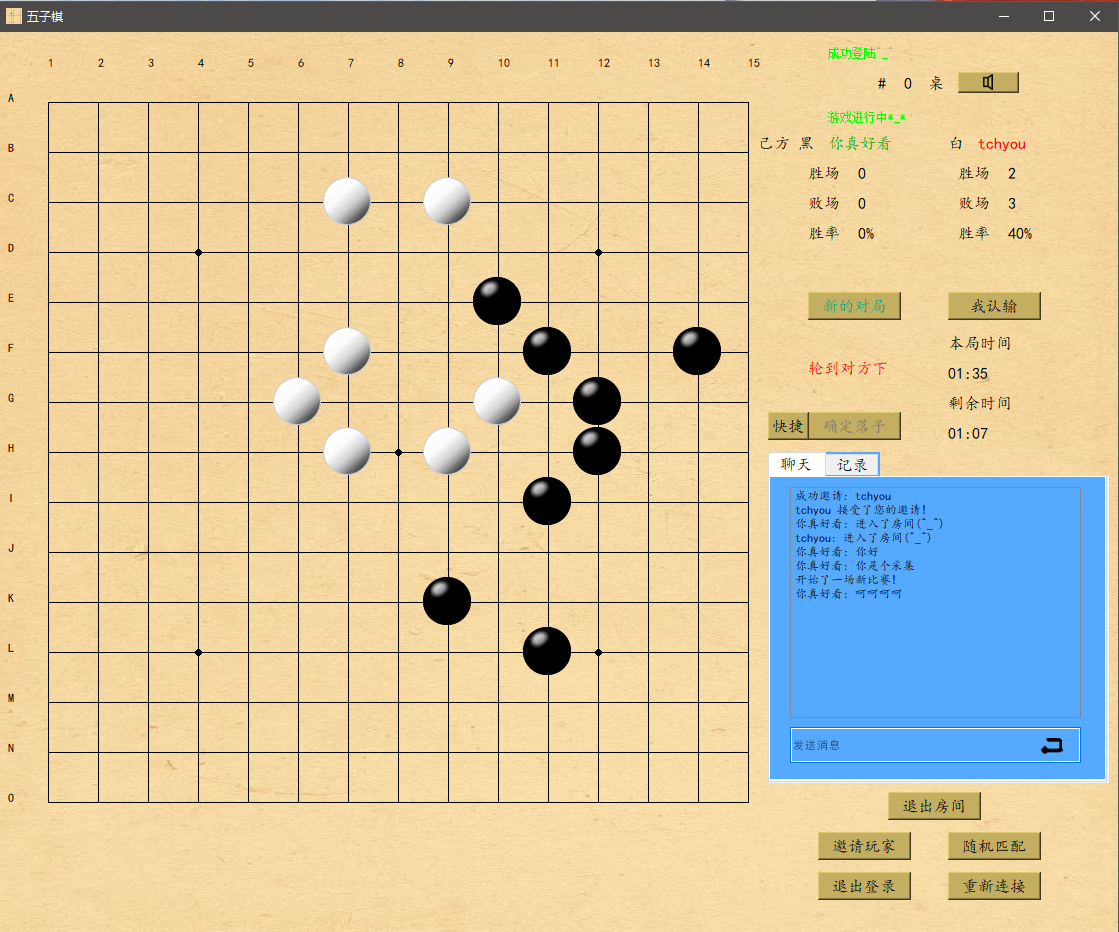 五子棋
1 2 3 4 5 6 7 8 9 10 11 12 13 14 15
A
B
C
D
E
F
G
H
I
J
K
L
M
N
O
成功登陆^_^
# 0 桌
游戏进行中*_*
己方 黑 你真好看 白 tchyou
胜场 0 胜场 2
败场 0 败场 3
胜率 0% 胜率 40%
新的对局 我认输
本局时间
轮到对方下
01:35
剩余时间
快捷 确定落子
01:07
聊天 记录
成功邀请: tchyou
tchyou 接受了您的邀请!
你真好看: 进入了房间(^_^)
tchyou: 进入了房间(^_^)
你真好看: 你好
你真好看: 你是个采集
开始了一场新比赛!
你真好看: 呵呵呵呵
发送消息
退出房间
邀请玩家 随机匹配
退出登录 重新连接